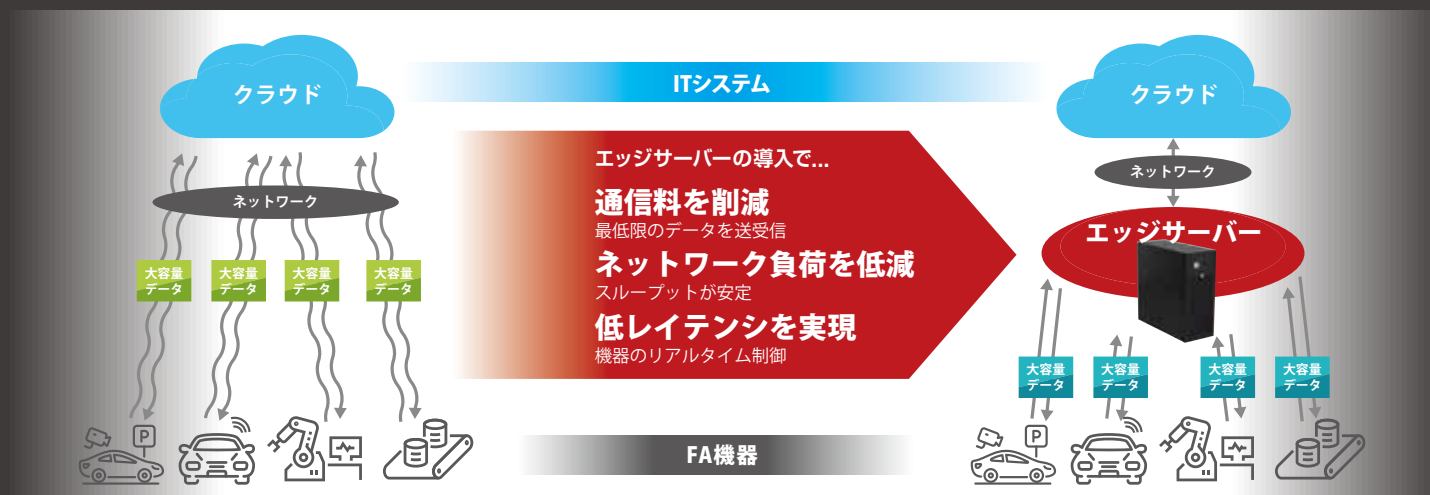 クラウド
ネットワーク
大容量
データ
大容量
データ
大容量
データ
大容量
データ
P
ITシステム
エッジサーバーの導入で...
通信料を削減
最低限のデータを送受信
ネットワーク負荷を低減
スループットが安定
低レイテンシを実現
機器のリアルタイム制御
FA機器
クラウド
ネットワーク
エッジサーバー
大容量
データ
大容量
データ
大容量
データ
大容量
データ
P